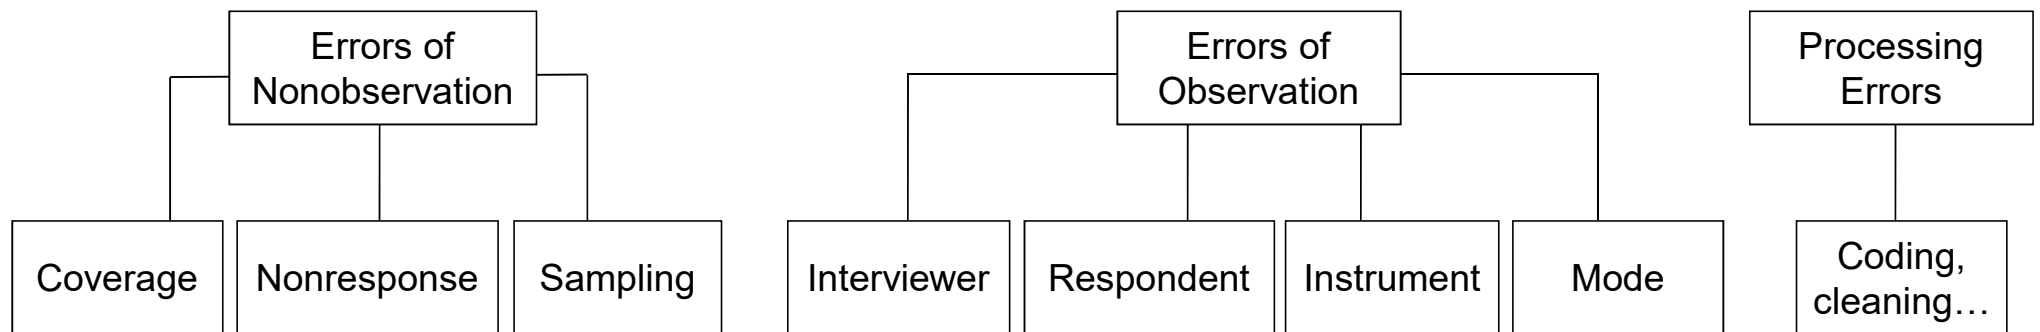 Errors of
Nonobservation
Errors of
Observation
Processing
Errors
Coverage
Nonresponse
Sampling
Interviewer
Respondent
Instrument
Mode
Coding,
cleaning…